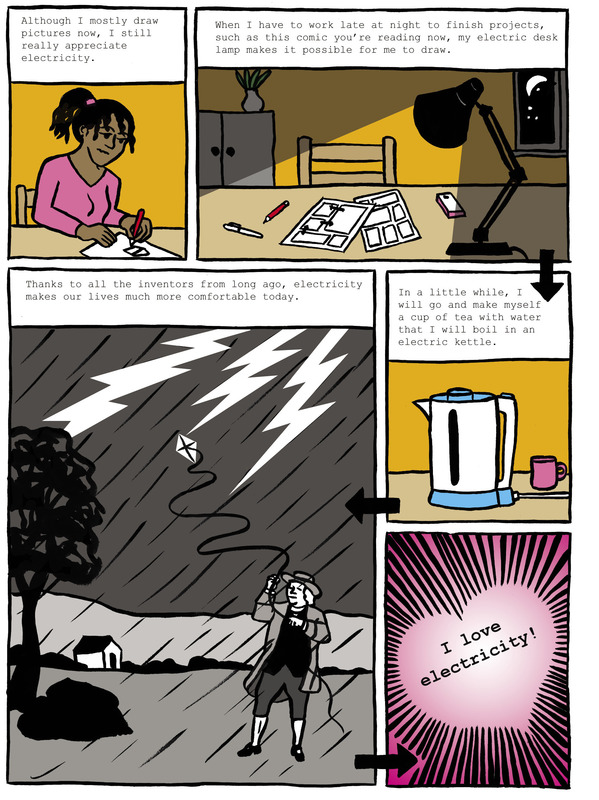 Although I mostly draw
pictures now, I still
really appreciate
electricity.
When I have to work late at night to finish projects,
such as this comic you're reading now, my electric desk
lamp makes it possible for me to draw.
In a little while, I
will go and make myself
a cup of tea with water
that I will boil in an
electric kettle.
Thanks to all the inventors from long ago, electricity
makes our lives much more comfortable today.
I love
electricity!